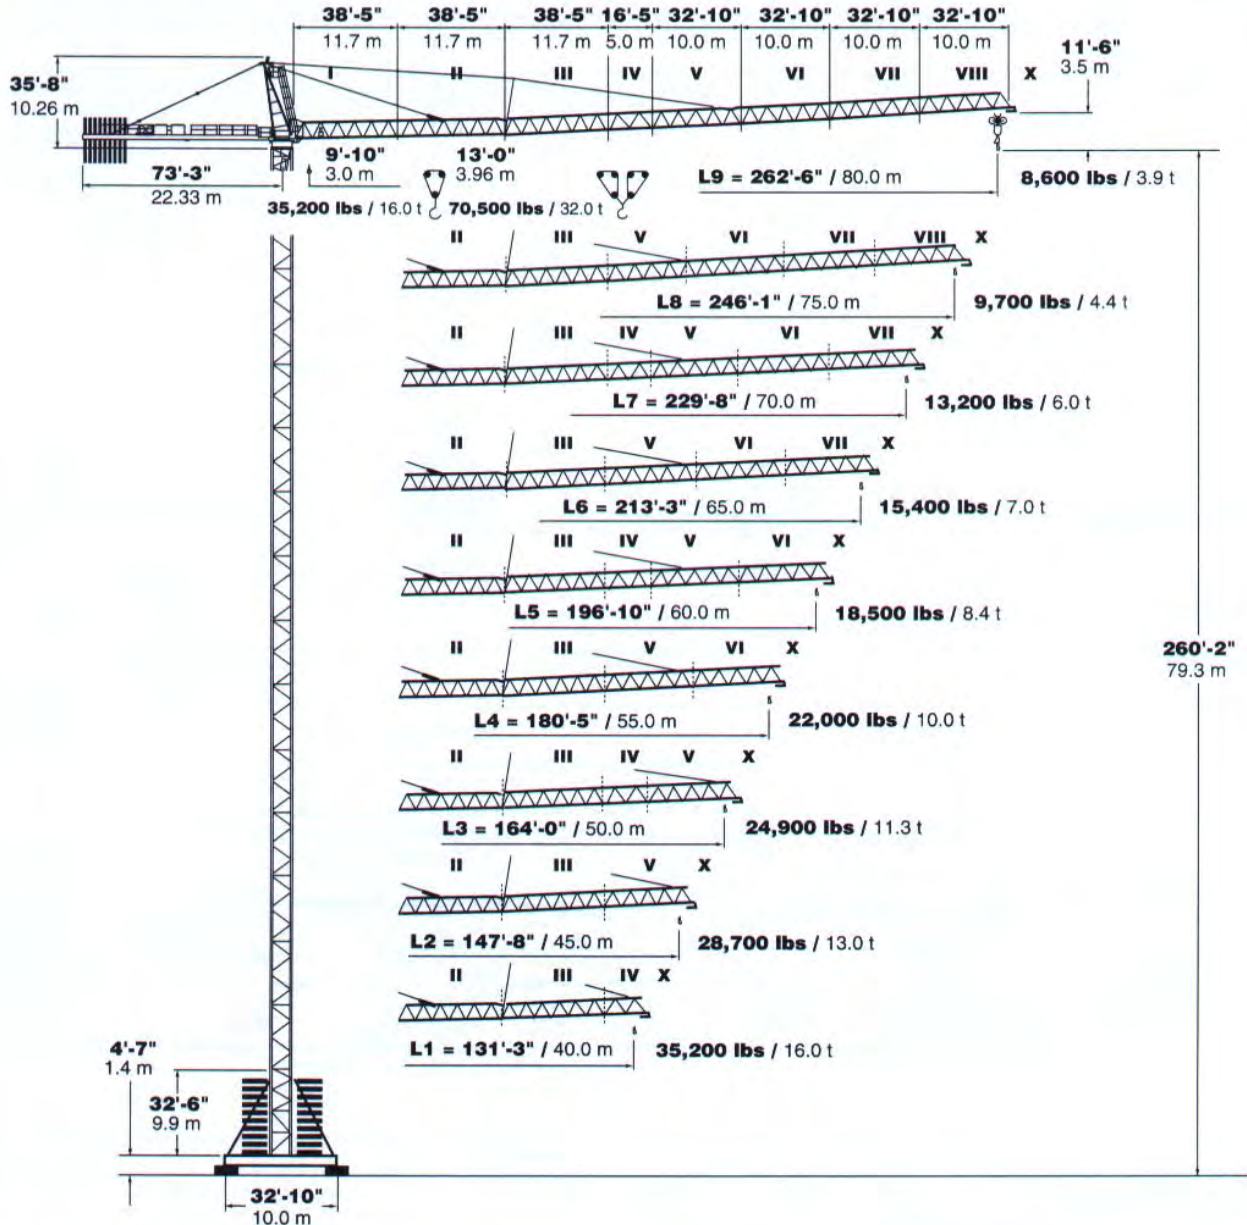 38'-5" 38'-5" 38'-5" 16'-5" 32'-10" 32'-10" 32'-10" 32'-10"
11.7 m 11.7 m 11.7 m 5.0 m 10.0 m 10.0 m 10.0 m 10.0 m
11'-6"
3.5 m
I II III IV V VI VII VIII X
35'-8"
10.26 m
73'-3"
22.33 m
9'-10"
3.0 m
13'-0"
3.96 m
35,200 lbs / 16.0 t 70,500 lbs / 32.0 t
L9 = 262'-6" / 80.0 m 8,600 lbs / 3.9 t
II III V VI VII VIII X
L8 = 246'-1" / 75.0 m 9,700 lbs / 4.4 t
II III IV V VI VII X
L7 = 229'-8" / 70.0 m 13,200 lbs / 6.0 t
II III V VI VII X
L6 = 213'-3" / 65.0 m 15,400 lbs / 7.0 t
II III IV V VI X
L5 = 196'-10" / 60.0 m 18,500 lbs / 8.4 t
II III V VI X
260'-2"
79.3 m
L4 = 180'-5" / 55.0 m 22,000 lbs / 10.0 t
II III IV V X
L3 = 164'-0" / 50.0 m 24,900 lbs / 11.3 t
II III V X
L2 = 147'-8" / 45.0 m 28,700 lbs / 13.0 t
II III IV X
L1 = 131'-3" / 40.0 m 35,200 lbs / 16.0 t
4'-7"
1.4 m
32'-6"
9.9 m
32'-10"
10.0 m